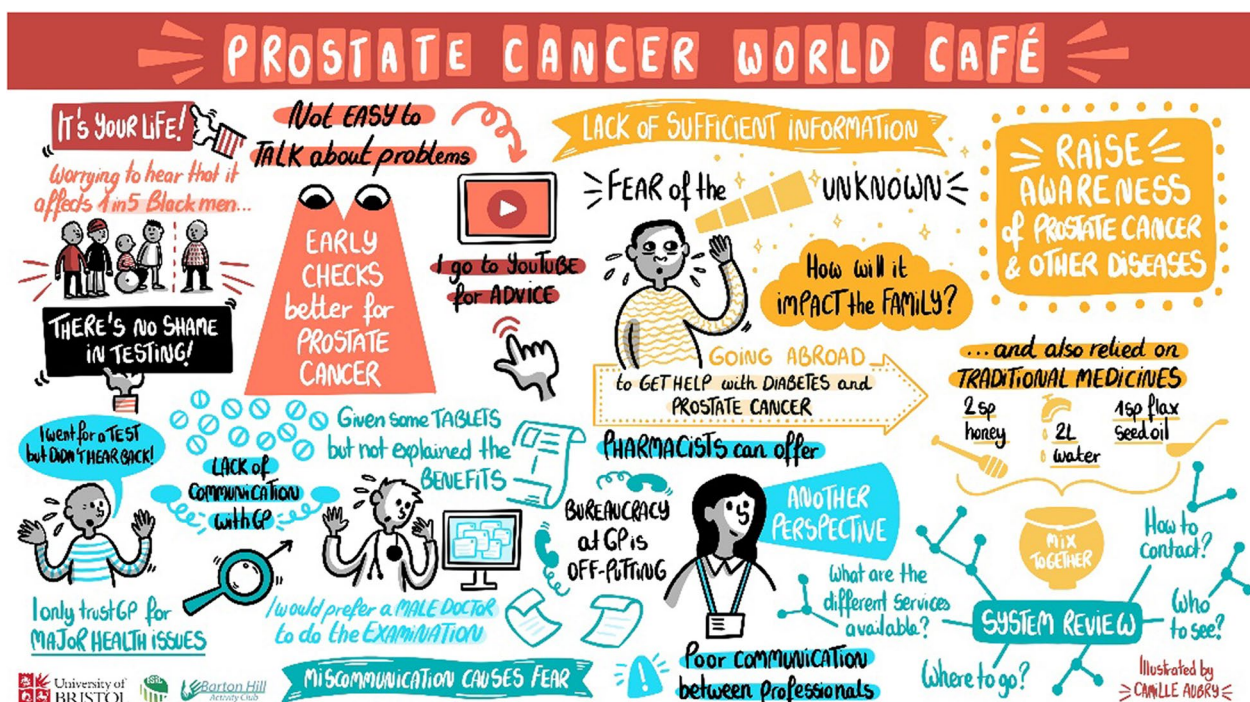 PROSTATE CANCER WORLD CAFÉ
IT'S YOUR LIFE!
worrying to hear that it
affects 1 in 5 Black men...
THERE'S NO SHAME
IN TESTING!
Not EASY to
TALK about problems
EARLY
CHECKS
better for
PROSTATE
CANCER
I go to YOUTUBE
for ADVICE
LACK OF SUFFICIENT INFORMATION
FEAR of the UNKNOWN
How will it
IMPACT the FAMILY?
RAISE
AWARENESS
of PROSTATE CANCER
& OTHER DISEASES
GOING ABROAD
to GET HELP with DIABETES and
PROSTATE CANCER
...and also relied on
TRADITIONAL MEDICINES
2sp
honey
2L
water
1sp flax
seed oil
MIX
TOGETHER
I went for a TEST
but DIDN'T HEAR BACK!
LACK of
COMMUNICATION
with GP
Given some TABLETS
but not explained the
BENEFITS
I only trust GP for
MAJOR HEALTH ISSUES
I would prefer a MALE DOCTOR
to do the EXAMINATION
BUREAUCRACY
at GP is
OFF-PUTTING
PHARMACISTS can offer
ANOTHER
PERSPECTIVE
MISCOMMUNICATION CAUSES FEAR
Poor COMMUNICATION
between Professionals
What are the
different services
available?
SYSTEM REVIEW
How to
contact?
Who
to see?
Where to go?
University of
BRISTOL
Barton Hill
Activity Club
Illustrated by
CAMILLE AUBRY